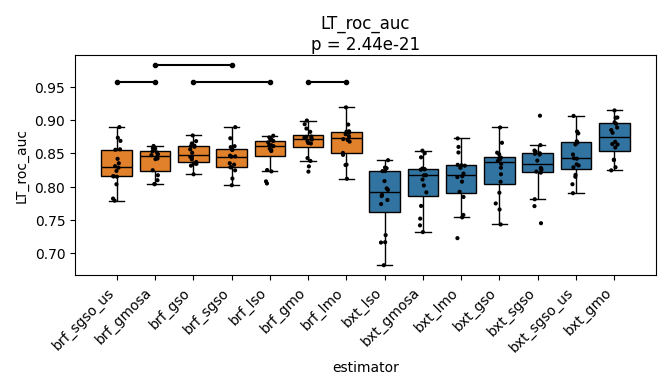 LT_roc_auc
p = 2.44e-21
LT_roc_auc
0.95
0.90
0.85
0.80
0.75
0.70
brf_sgso_us
brf_gmosa
brf_gso
brf_sgso
brf_lso
brf_gmo
brf_lmo
bxt_lso
bxt_gmosa
bxt_lmo
bxt_gso
bxt_sgso
bxt_sgso_us
bxt_gmo
estimator